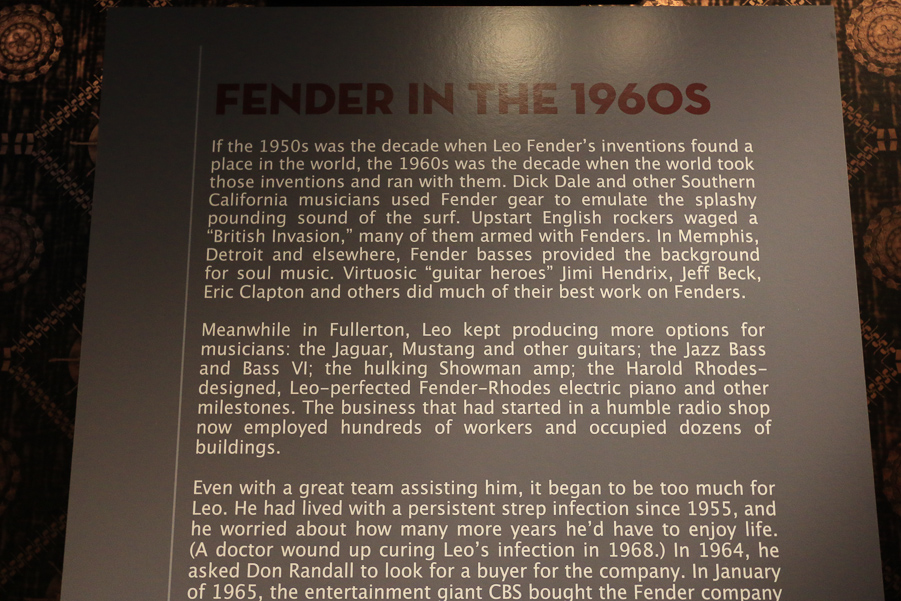 FENDER IN THE 1960S
If the 1950s was the decade when Leo Fender's inventions found a
place in the world, the 1960s was the decade when the world took
those inventions and ran with them. Dick Dale and other Southern
California musicians used Fender gear to emulate the splashy
pounding sound of the surf. Upstart English rockers waged a
“British Invasion,” many of them armed with Fenders. In Memphis,
Detroit and elsewhere, Fender basses provided the background
for soul music. Virtuosic “guitar heroes” Jimi Hendrix, Jeff Beck,
Eric Clapton and others did much of their best work on Fenders.
Meanwhile in Fullerton, Leo kept producing more options for
musicians: the Jaguar, Mustang and other guitars; the Jazz Bass
and Bass VI; the hulking Showman amp; the Harold Rhodes-
designed, Leo-perfected Fender-Rhodes electric piano and other
milestones. The business that had started in a humble radio shop
now employed hundreds of workers and occupied dozens of
buildings.
Even with a great team assisting him, it began to be too much for
Leo. He had lived with a persistent strep infection since 1955, and
he worried about how many more years he'd have to enjoy life.
(A doctor wound up curing Leo's infection in 1968.) In 1964, he
asked Don Randall to look for a buyer for the company. In January
of 1965, the entertainment giant CBS bought the Fender company